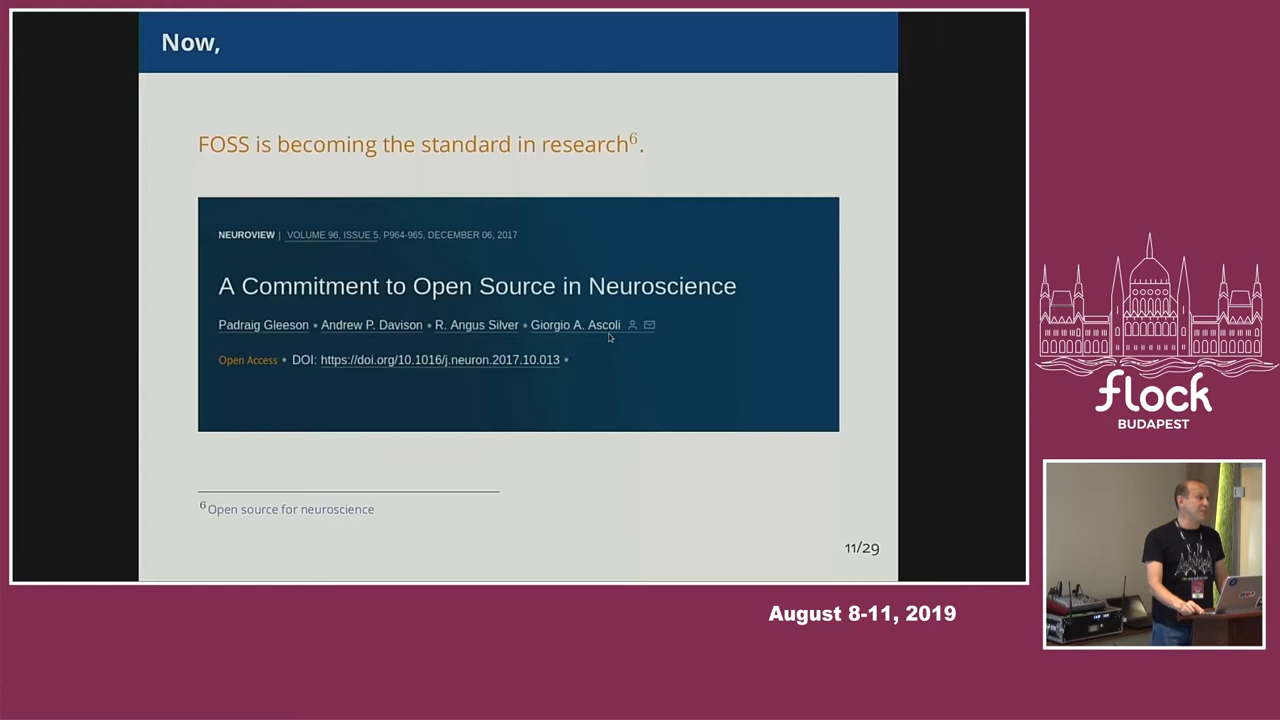 Now,
FOSS is becoming the standard in research6.
NEUROVIEW | VOLUME 96, ISSUE 5, P964-965, DECEMBER 06, 2017
A Commitment to Open Source in Neuroscience
Padraig Gleeson • Andrew P. Davison • R. Angus Silver • Giorgio A. Ascoli
Open Access • DOI: https://doi.org/10.1016/j.neuron.2017.10.013 •
6 Open source for neuroscience
11/29
flock
BUDAPEST
August 8-11, 2019